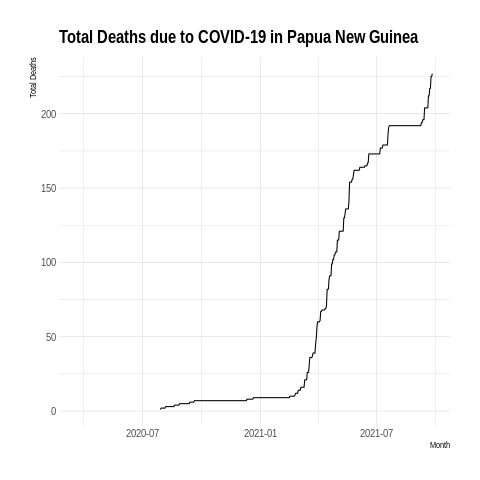 Total Deaths due to COVID-19 in Papua New Guinea
Total Deaths
200
150
100
50
0
2020-07
2021-01
2021-07
Month